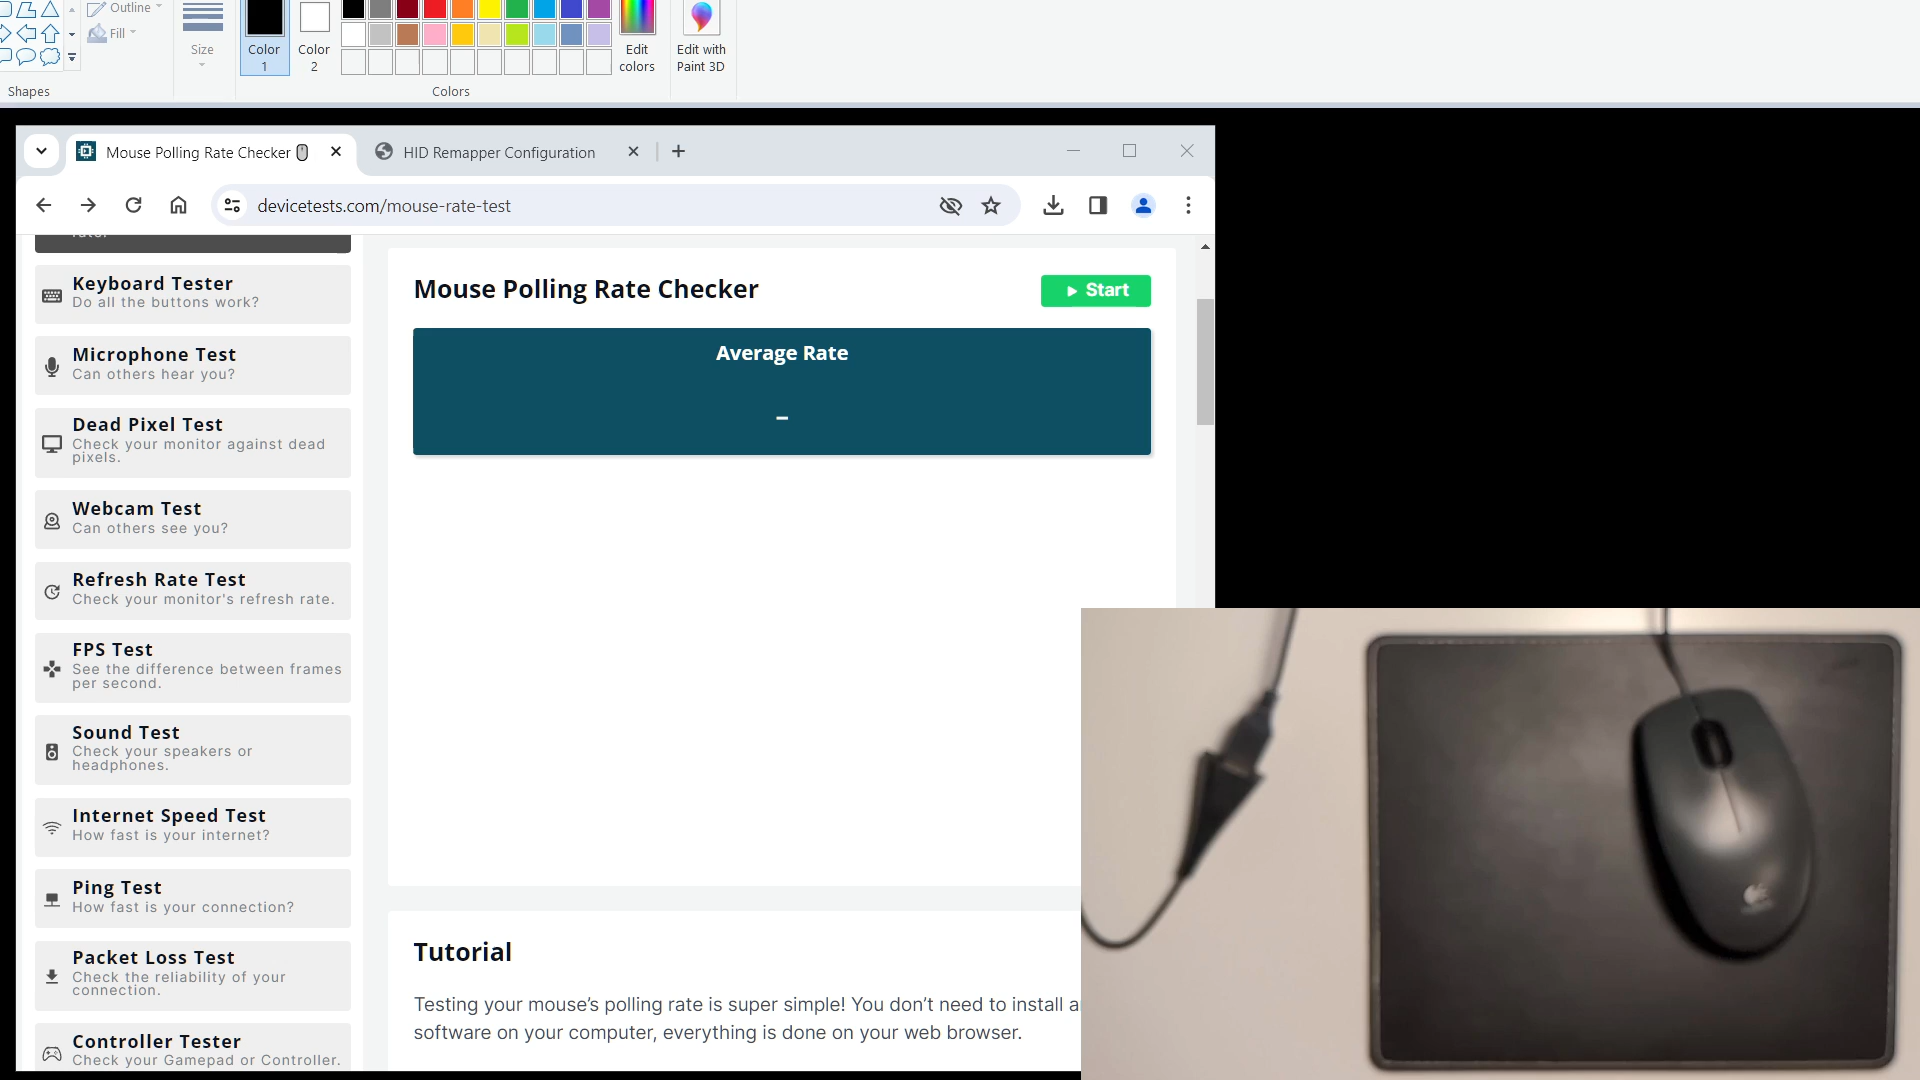 Outline
Fill
Size
Color
1
Color
2
Edit
colors
Edit with
Paint 3D
Shapes
Colors
Mouse Polling Rate Checker
HID Remapper Configuration
devicetests.com/mouse-rate-test
Keyboard Tester
Do all the buttons work?
Microphone Test
Can others hear you?
Dead Pixel Test
Check your monitor against dead
pixels.
Webcam Test
Can others see you?
Refresh Rate Test
Check your monitor's refresh rate.
FPS Test
See the difference between frames
per second.
Sound Test
Check your speakers or
headphones.
Internet Speed Test
How fast is your internet?
Ping Test
How fast is your connection?
Packet Loss Test
Check the reliability of your
connection.
Controller Tester
Check your Gamepad or Controller.
Mouse Polling Rate Checker
Start
Average Rate
–
Tutorial
Testing your mouse’s polling rate is super simple! You don’t need to install
software on your computer, everything is done on your web browser.